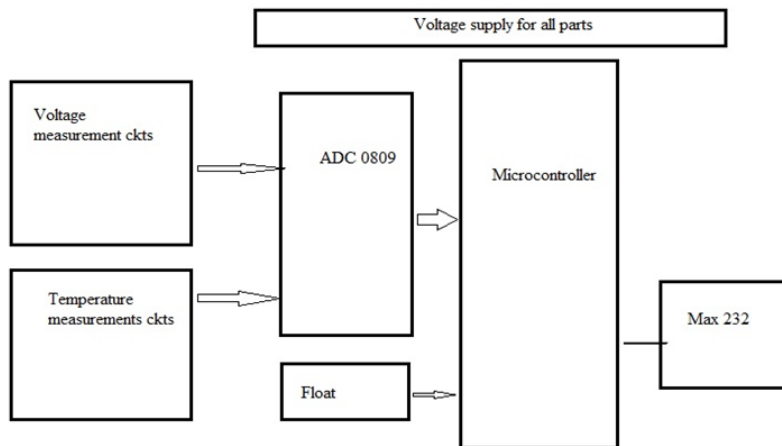 Voltage supply for all parts
Voltage
measurement ckts
ADC 0809
Microcontroller
Temperature
measurements ckts
Max 232
Float